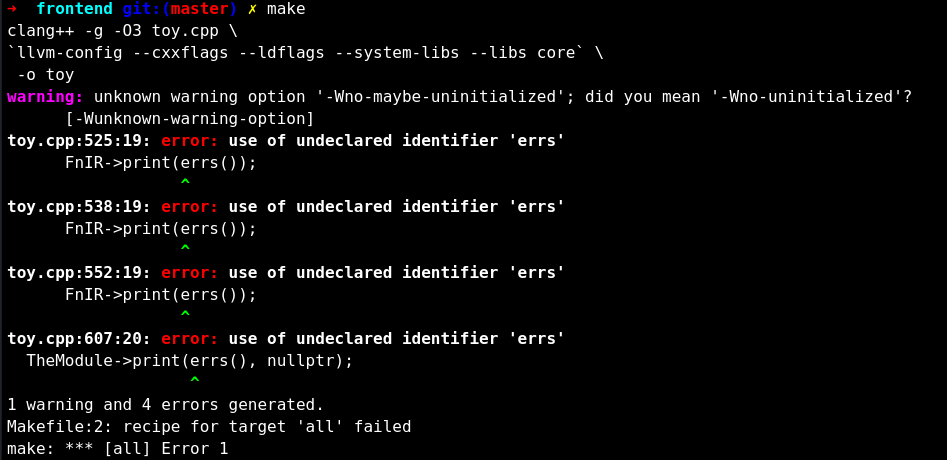 ➜  frontend git:(master) ✗ make
clang++ -g -O3 toy.cpp \
`llvm-config --cxxflags --ldflags --system-libs --libs core` \
 -o toy
warning: unknown warning option '-Wno-maybe-uninitialized'; did you mean '-Wno-uninitialized'?
      [-Wunknown-warning-option]
toy.cpp:525:19: error: use of undeclared identifier 'errs'
      FnIR->print(errs());
                  ^
toy.cpp:538:19: error: use of undeclared identifier 'errs'
      FnIR->print(errs());
                  ^
toy.cpp:552:19: error: use of undeclared identifier 'errs'
      FnIR->print(errs());
                  ^
toy.cpp:607:20: error: use of undeclared identifier 'errs'
  TheModule->print(errs(), nullptr);
                   ^
1 warning and 4 errors generated.
Makefile:2: recipe for target 'all' failed
make: *** [all] Error 1